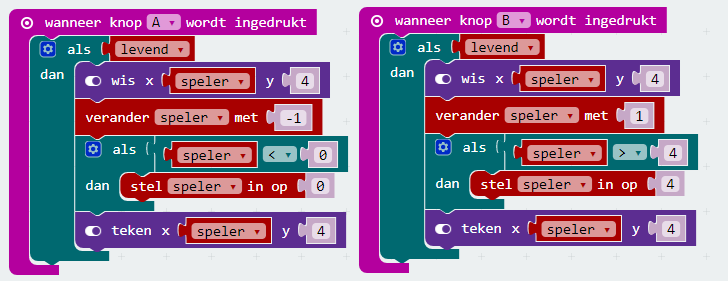 wanneer knop A wordt ingedrukt
als levend
dan wis x speler y 4
verander speler met -1
als speler < 0
dan stel speler in op 0
teken x speler y 4
wanneer knop B wordt ingedrukt
als levend
dan wis x speler y 4
verander speler met 1
als speler > 4
dan stel speler in op 4
teken x speler y 4